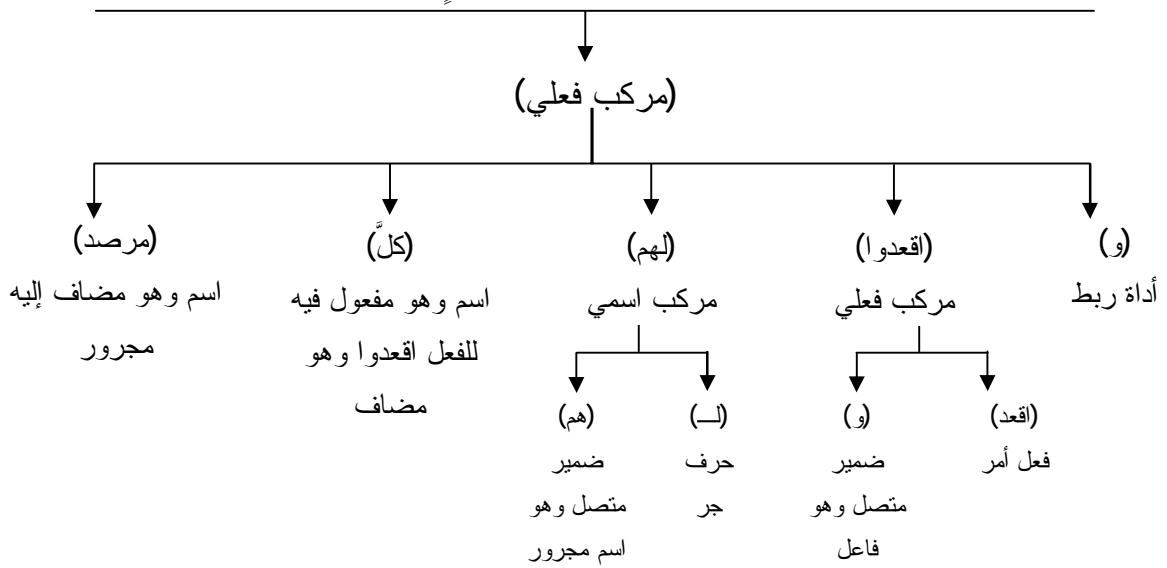 (مركب فعلي)
(و)
أداة ربط
(اقعدوا)
مركب فعلي
(لهم)
مركب اسمي
(كلَّ)
اسم وهو مفعول فيه
للفعل اقعدوا وهو
مضاف
(مرصد)
اسم وهو مضاف إليه
مجرور
(اقعد)
فعل أمر
(و)
ضمير
متصل وهو
فاعل
(لــ)
حرف
جر
(هم)
ضمير
متصل وهو
اسم مجرور